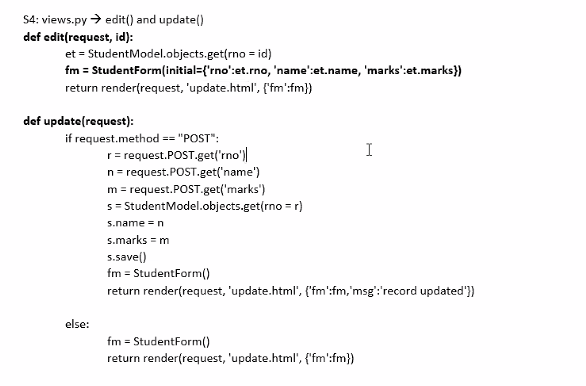 S4: views.py → edit() and update()
def edit(request, id):
et = StudentModel.objects.get(rno = id)
fm = StudentForm(initial={'rno':et.rno, 'name':et.name, 'marks':et.marks})
return render(request, 'update.html', {'fm':fm})
def update(request):
if request.method == "POST":
r = request.POST.get('rno')
n = request.POST.get('name')
m = request.POST.get('marks')
s = StudentModel.objects.get(rno = r)
s.name = n
s.marks = m
s.save()
fm = StudentForm()
return render(request, 'update.html', {'fm':fm,'msg':'record updated'})
else:
fm = StudentForm()
return render(request, 'update.html', {'fm':fm})